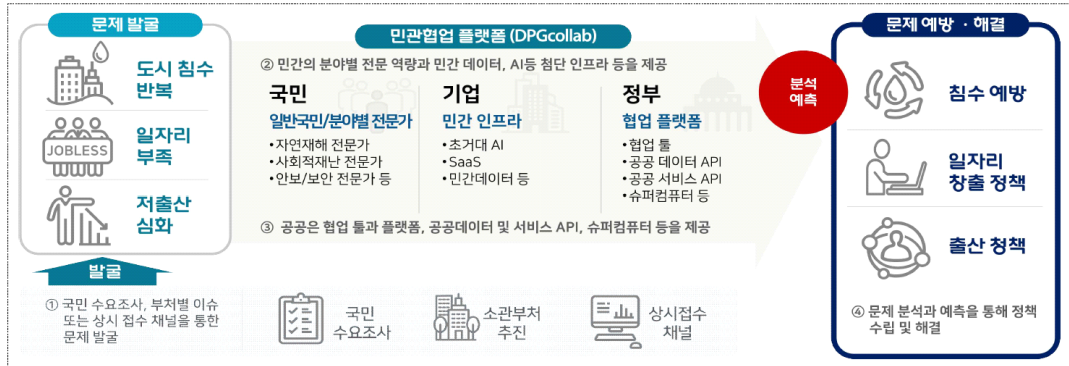 문제 발굴
도시 침수
반복
JOBLESS
일자리
부족
저출산
심화
발굴
① 국민 수요조사, 부처별 이슈
또는 상시 접수 채널을 통한
문제 발굴
민관협업 플랫폼 (DPGcollab)
② 민간의 분야별 전문 역량과 민간 데이터, AI등 첨단 인프라 등을 제공
국민
일반국민/분야별 전문가
•자연재해 전문가
•사회적재난 전문가
•안보/보안 전문가 등
기업
민간 인프라
•초거대 AI
•SaaS
•민간데이터 등
정부
협업 플랫폼
•협업 툴
•공공 데이터 API
•공공 서비스 API
•슈퍼컴퓨터 등
③ 공공은 협업 툴과 플랫폼, 공공데이터 및 서비스 API, 슈퍼컴퓨터 등을 제공
국민
수요조사
소관부처
추진
상시접수
채널
분석
예측
문제 예방 · 해결
침수 예방
일자리
창출 정책
출산 청책
④ 문제 분석과 예측을 통해 정책
수립 및 해결